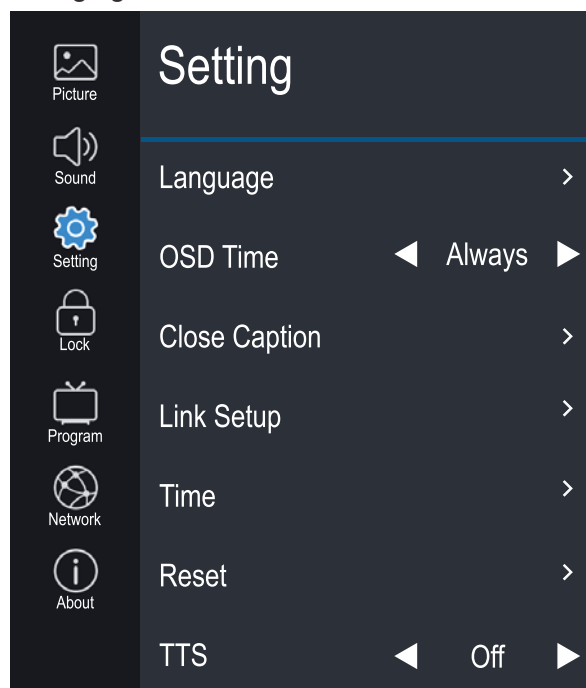 Picture
Sound
Setting
Lock
Program
Network
About
Setting
Language
OSD Time Always
Close Caption
Link Setup
Time
Reset
TTS Off